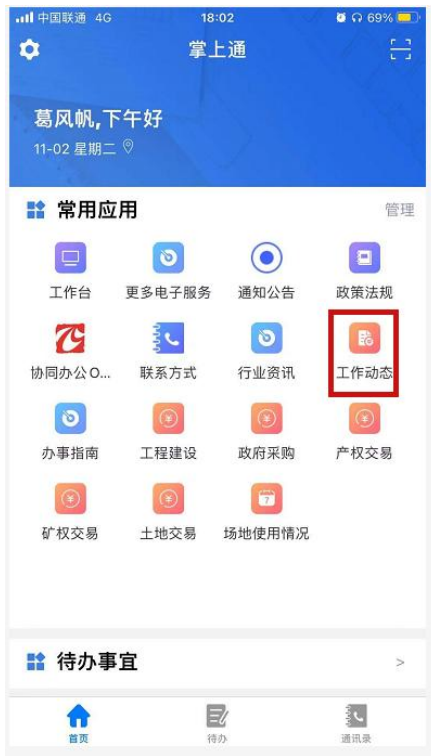 中国联通 4G 18:02 69%
掌上通
葛风帆,下午好
11-02 星期二
常用应用 管理
工作台 更多电子服务 通知公告 政策法规
协同办公O... 联系方式 行业资讯 工作动态
办事指南 工程建设 政府采购 产权交易
矿权交易 土地交易 场地使用情况
待办事宜 >
首页 待办 通讯录